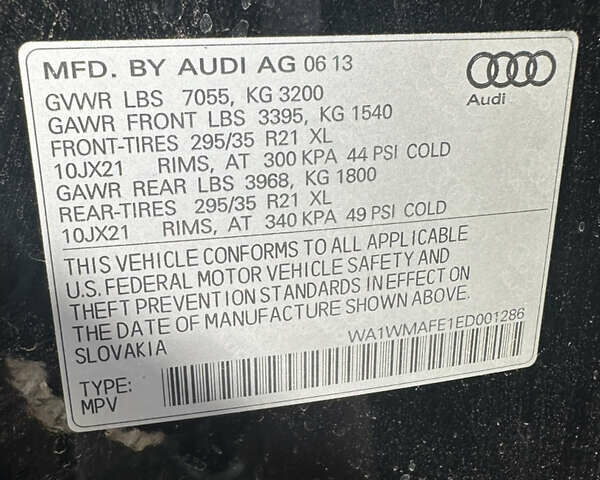 MFD. BY AUDI AG 06 13
Audi
GVWR LBS 7055, KG 3200
GAWR FRONT LBS 3395, KG 1540
FRONT-TIRES 295/35 R21 XL
10JX21 RIMS, AT 300 KPA 44 PSI COLD
GAWR REAR LBS 3968, KG 1800
REAR-TIRES 295/35 R21 XL
10JX21 RIMS, AT 340 KPA 49 PSI COLD
THIS VEHICLE CONFORMS TO ALL APPLICABLE
U.S. FEDERAL MOTOR VEHICLE SAFETY AND
THEFT PREVENTION STANDARDS IN EFFECT ON
THE DATE OF MANUFACTURE SHOWN ABOVE.
SLOVAKIA
WA1WMAFE1ED001286
TYPE:
MPV